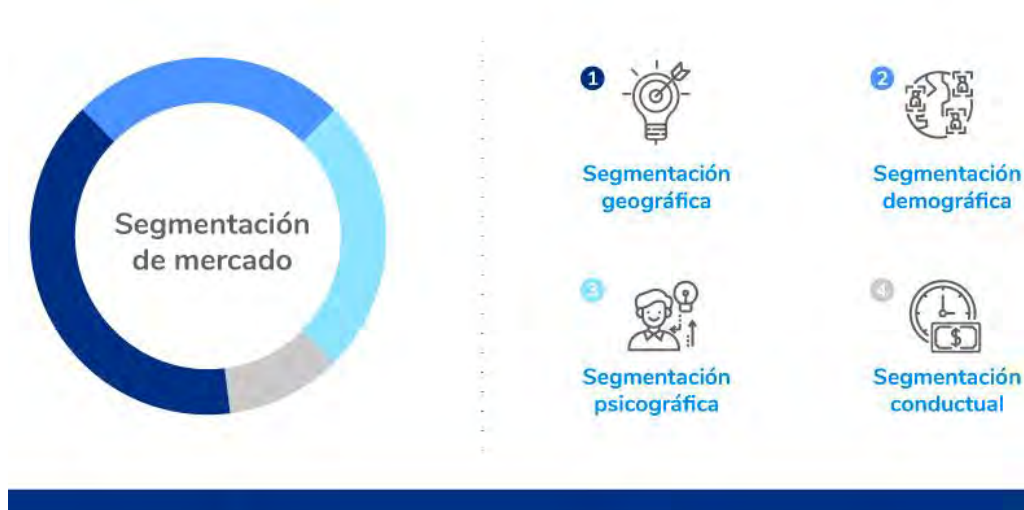 Segmentación
de mercado
1
Segmentación
geográfica
2
Segmentación
demográfica
3
Segmentación
psicográfica
4
Segmentación
conductual